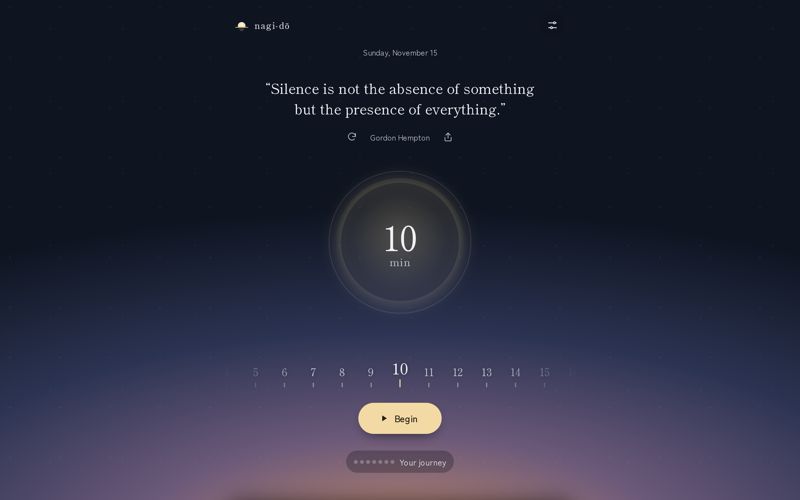 nagi-dō
Sunday, November 15
“Silence is not the absence of something
but the presence of everything.”
Gordon Hempton
10
min
5 6 7 8 9 10 11 12 13 14 15
Begin
Your journey